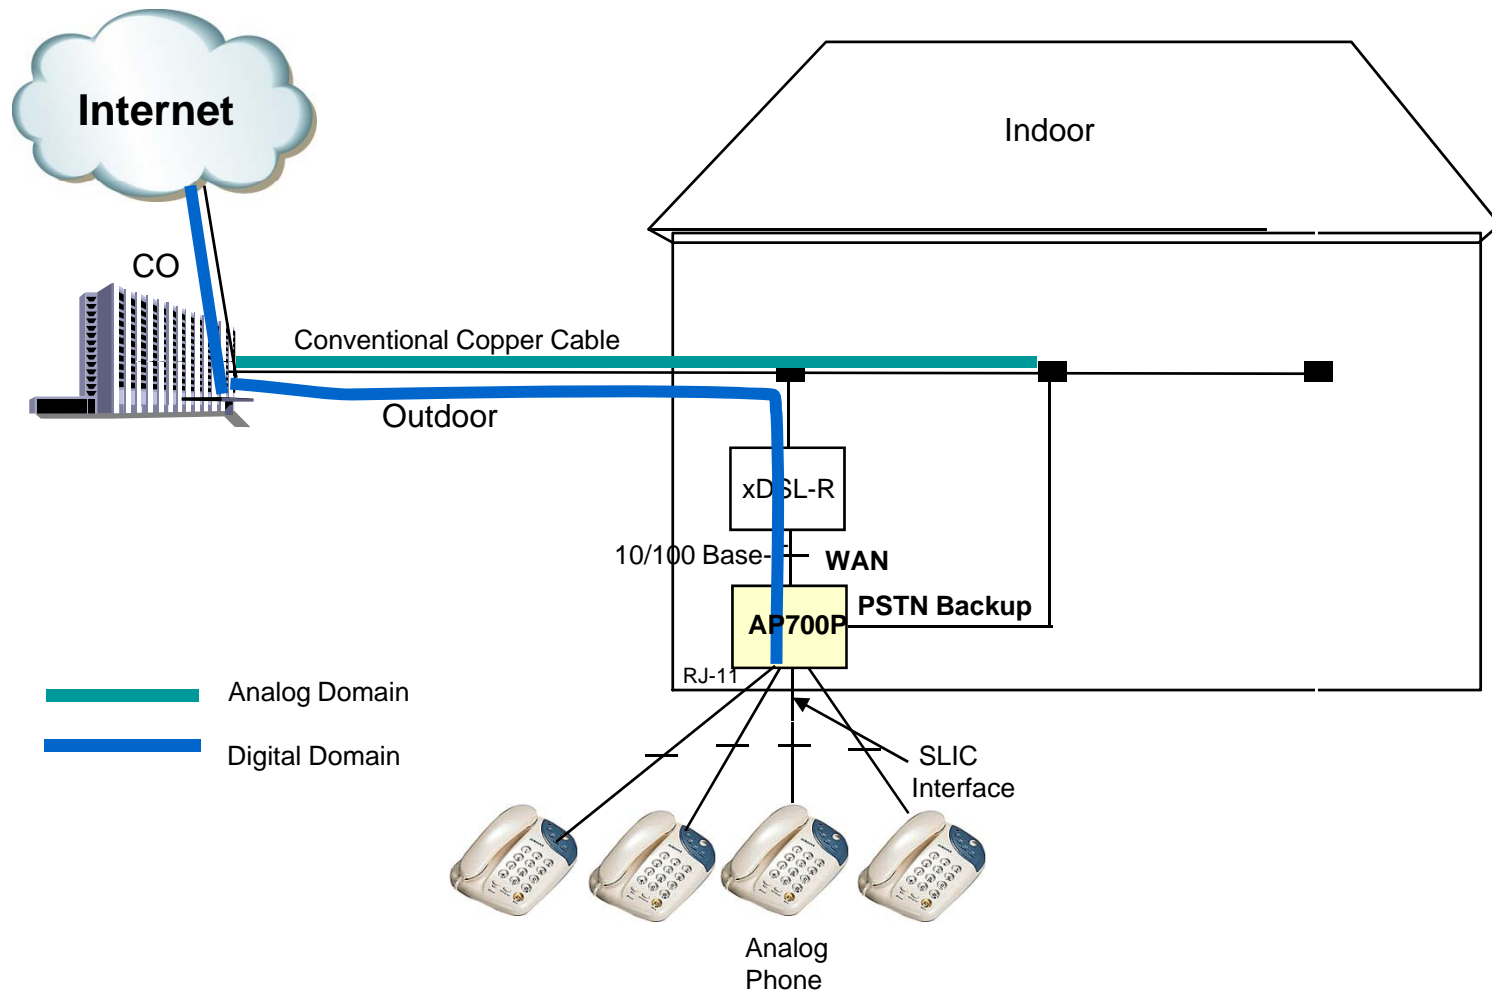 Internet
Indoor
CO
Conventional Copper Cable
Outdoor
xDSL-R
10/100 Base-T
WAN
PSTN Backup
AP700P
RJ-11
Analog Domain
Digital Domain
SLIC
Interface
Analog
Phone